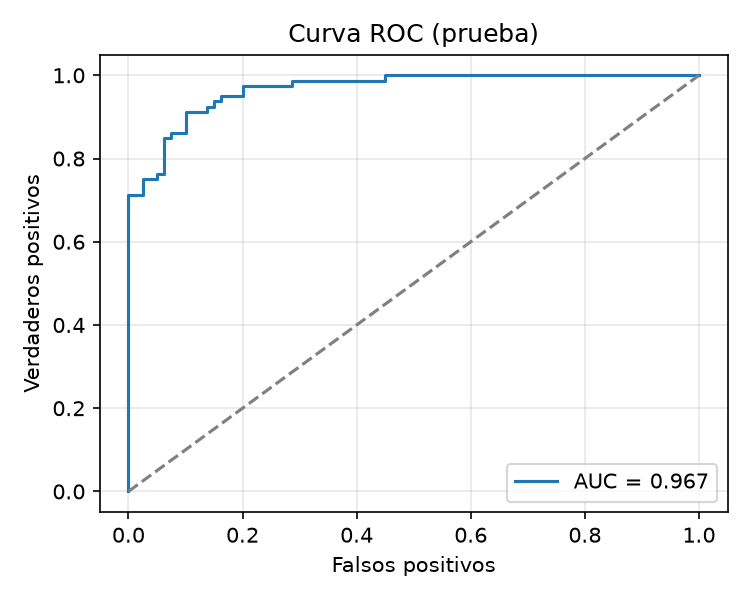 Curva ROC (prueba)
Verdaderos positivos
1.0
0.8
0.6
0.4
0.2
0.0
AUC = 0.967
0.0 0.2 0.4 0.6 0.8 1.0
Falsos positivos